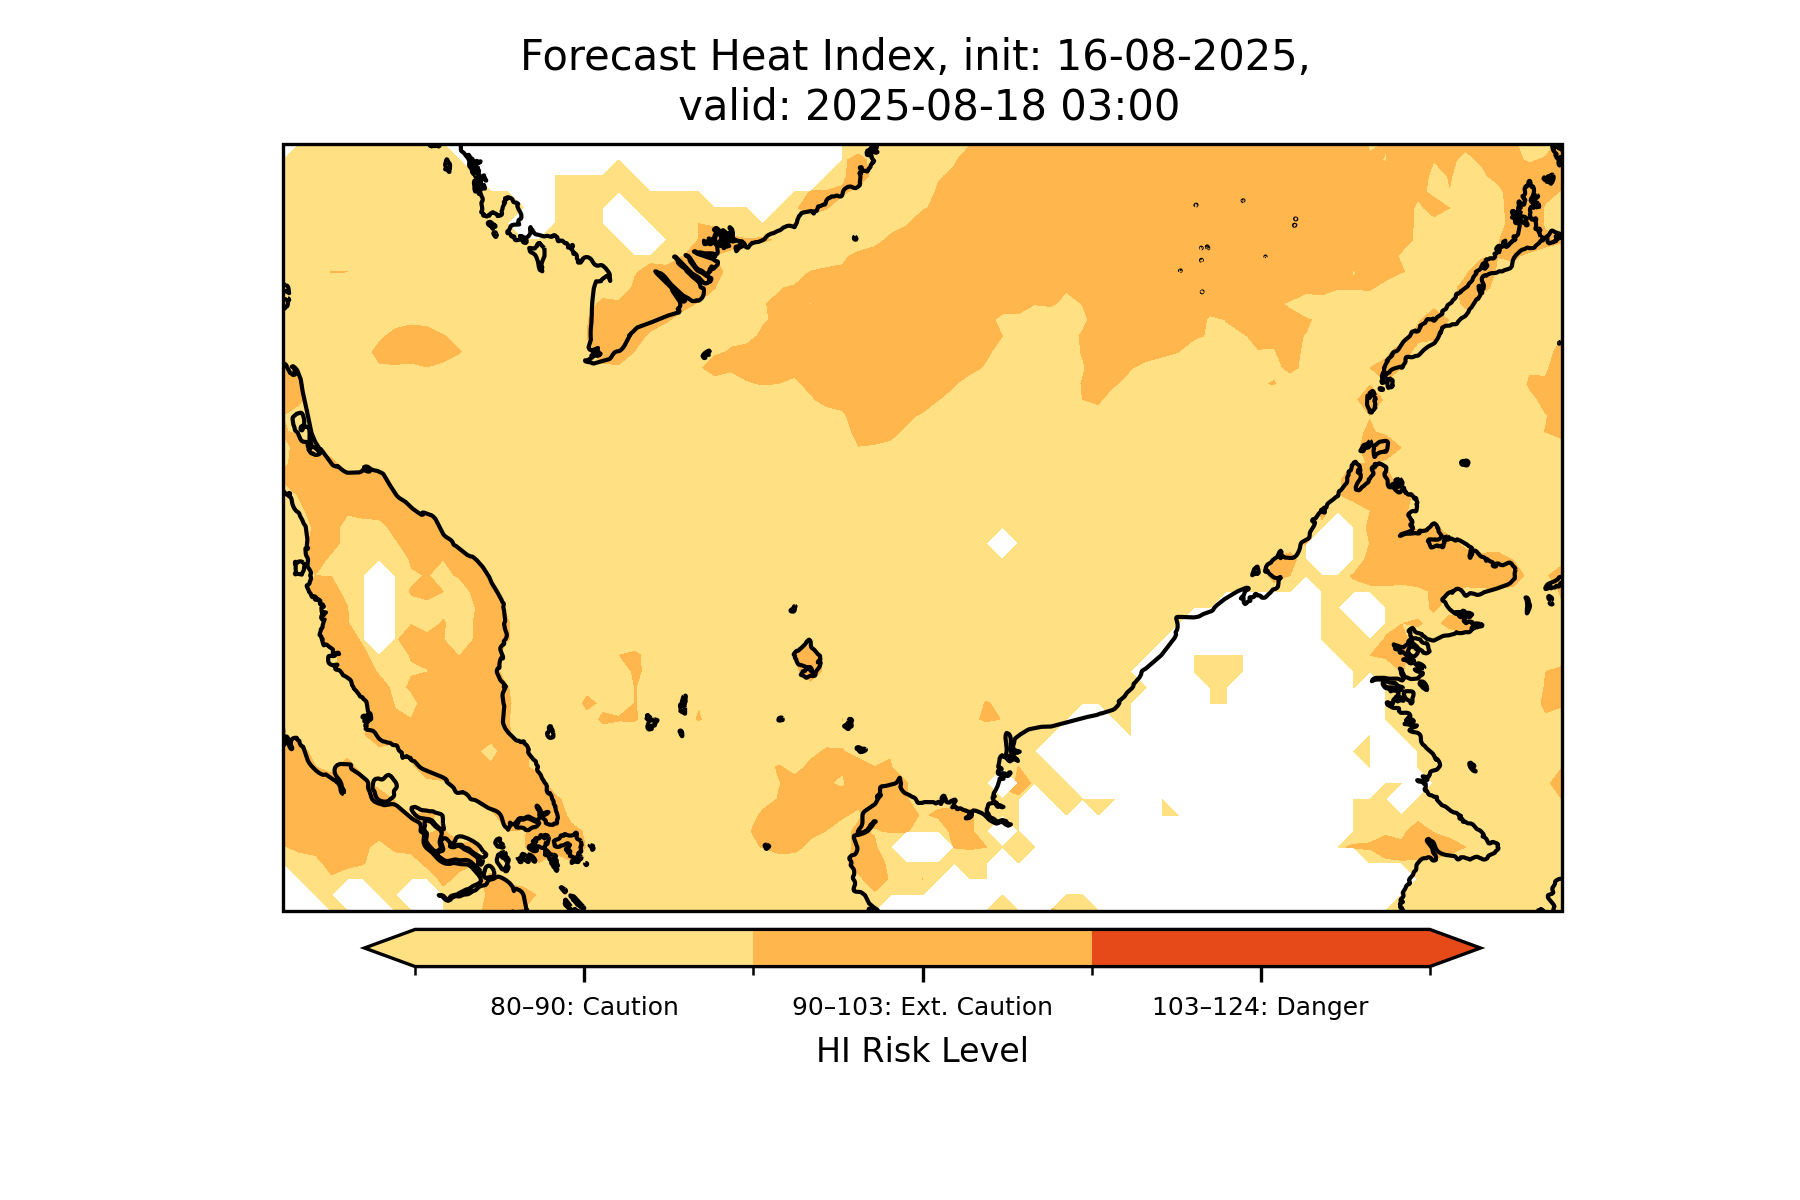 Forecast Heat Index, init: 16-08-2025,
valid: 2025-08-18 03:00
80–90: Caution
90–103: Ext. Caution
103–124: Danger
HI Risk Level